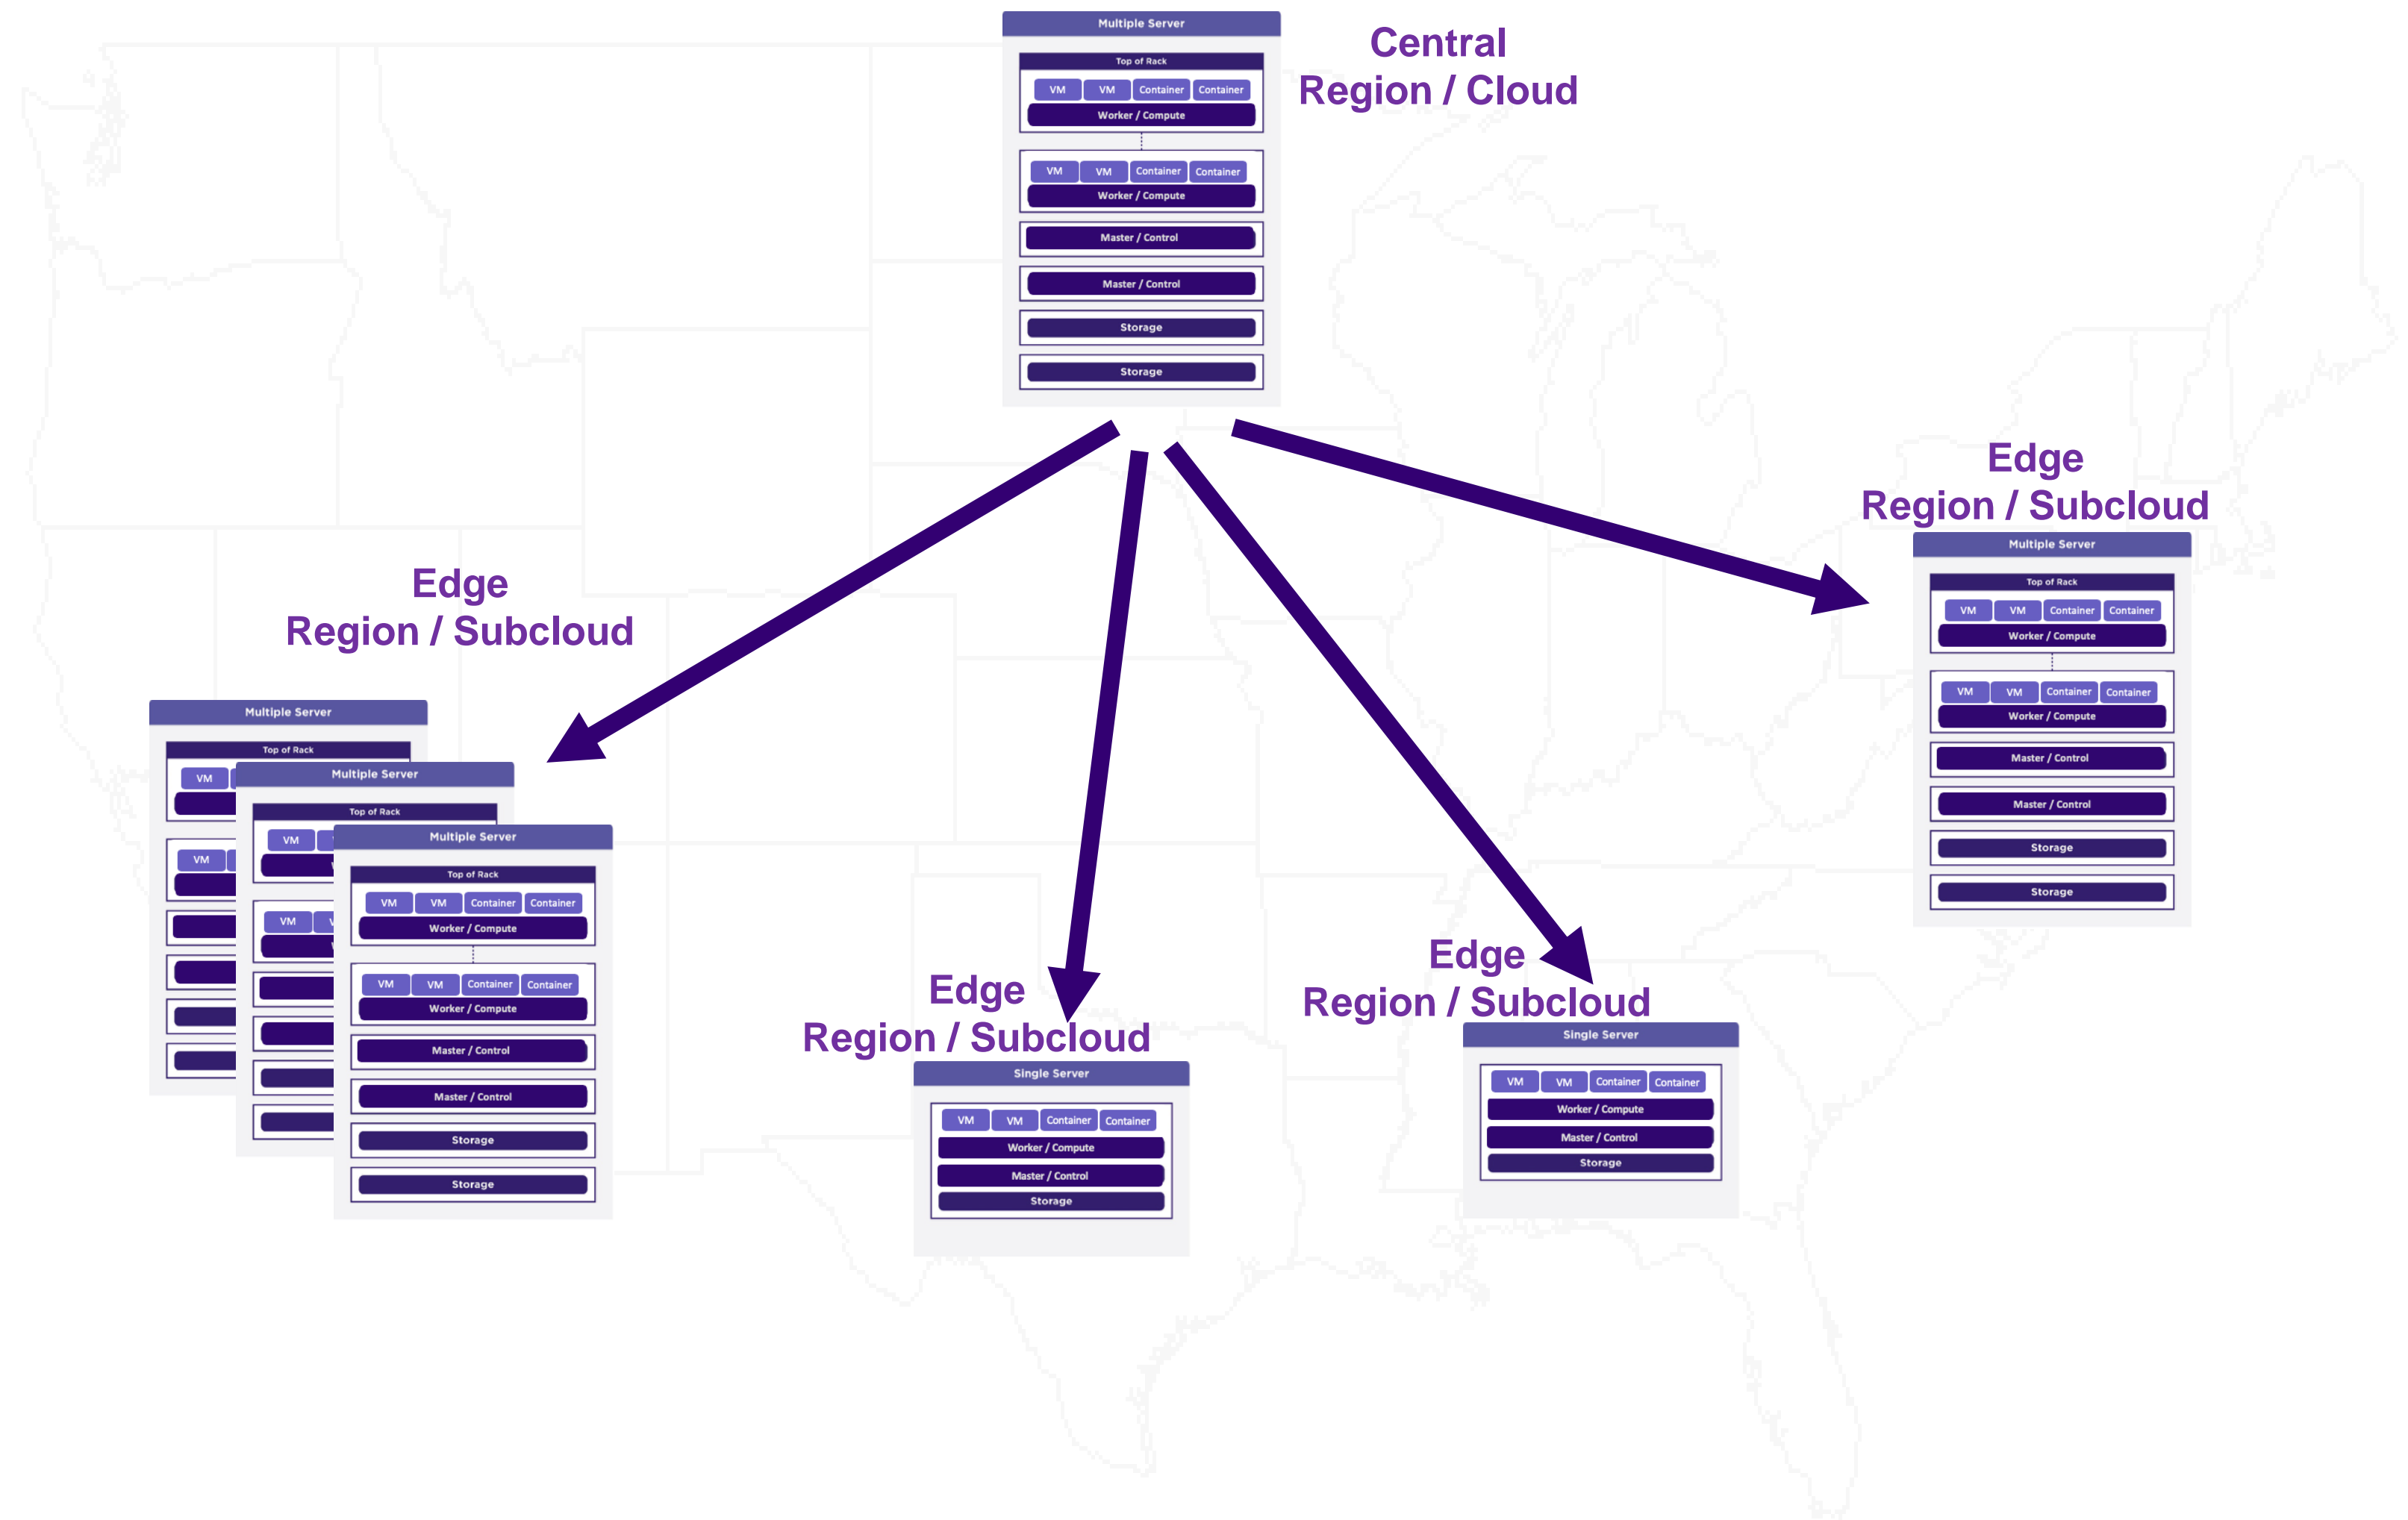 Multiple Server
Top of Rack
VM VM Container Container
Worker / Compute
VM VM Container Container
Worker / Compute
Master / Control
Master / Control
Storage
Storage
Central
Region / Cloud
Edge
Region / Subcloud
Multiple Server
Top of Rack
VM VM Container Container
Worker / Compute
VM VM Container Container
Worker / Compute
Master / Control
Master / Control
Storage
Storage
Edge
Region / Subcloud
Multiple Server
Top of Rack
VM
VM
Multiple Server
Top of Rack
VM
VM
Multiple Server
Top of Rack
VM VM Container Container
Worker / Compute
VM VM Container Container
Worker / Compute
Master / Control
Master / Control
Storage
Storage
Edge
Region / Subcloud
Single Server
VM VM Container Container
Worker / Compute
Master / Control
Storage
Edge
Region / Subcloud
Single Server
VM VM Container Container
Worker / Compute
Master / Control
Storage